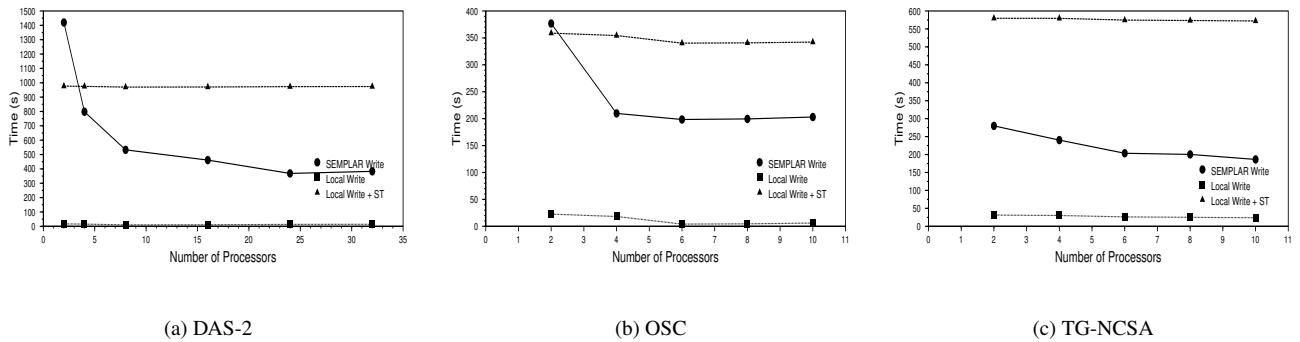 1500
1400
1300
1200
1100
1000
900
800
700
600
500
400
300
200
100
0
Time (s)
0 5 10 15 20 25 30 35
Number of Processors
SEMPLAR Write
Local Write
Local Write + ST
(a) DAS-2
400
350
300
250
200
150
100
50
0
Time (s)
0 1 2 3 4 5 6 7 8 9 10 11
Number of Processors
SEMPLAR Write
Local Write
Local Write + ST
(b) OSC
600
550
500
450
400
350
300
250
200
150
100
50
0
Time (s)
0 1 2 3 4 5 6 7 8 9 10 11
Number of Processors
SEMPLAR Write
Local Write
Local Write + ST
(c) TG-NCSA